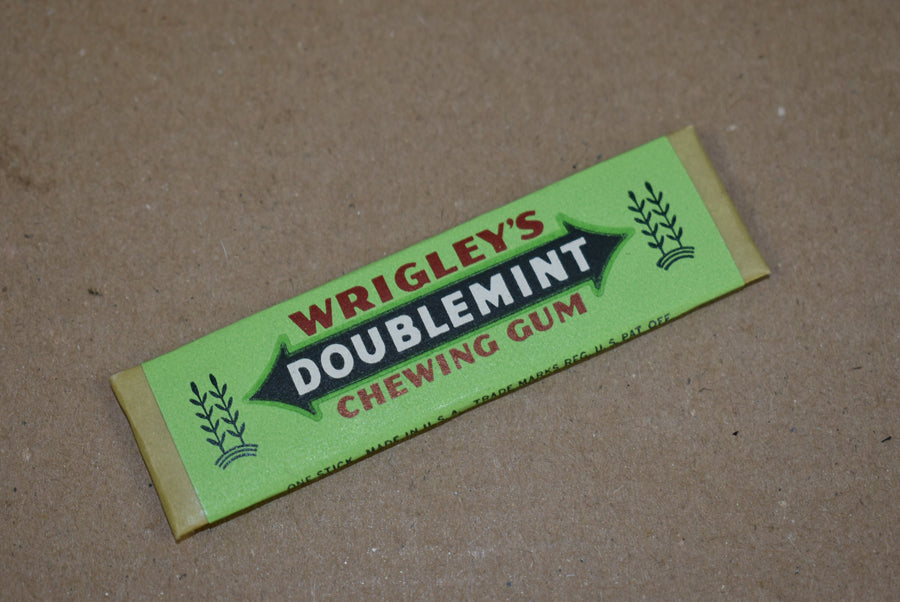 WRIGLEY'S
DOUBLEMINT
CHEWING GUM
ONE STICK MADE IN U.S.A. TRADE MARKS REG. U.S. PAT. OFF.